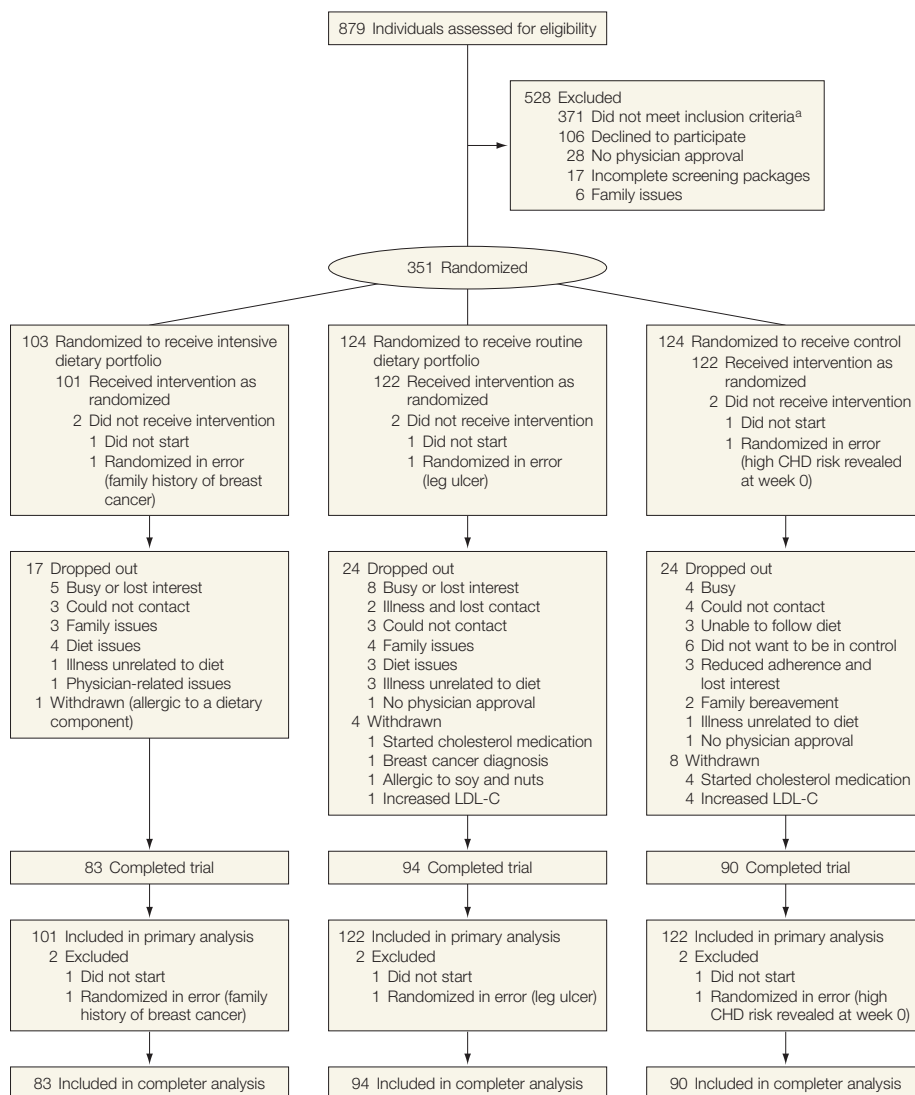 879 Individuals assessed for eligibility
528 Excluded
371 Did not meet inclusion criteriaa
106 Declined to participate
28 No physician approval
17 Incomplete screening packages
6 Family issues
351 Randomized
103 Randomized to receive intensive
dietary portfolio
101 Received intervention as
randomized
2 Did not receive intervention
1 Did not start
1 Randomized in error
(family history of breast
cancer)
124 Randomized to receive routine
dietary portfolio
122 Received intervention as
randomized
2 Did not receive intervention
1 Did not start
1 Randomized in error
(leg ulcer)
124 Randomized to receive control
122 Received intervention as
randomized
2 Did not receive intervention
1 Did not start
1 Randomized in error
(high CHD risk revealed
at week 0)
17 Dropped out
5 Busy or lost interest
3 Could not contact
3 Family issues
4 Diet issues
1 Illness unrelated to diet
1 Physician-related issues
1 Withdrawn (allergic to a dietary
component)
24 Dropped out
8 Busy or lost interest
2 Illness and lost contact
3 Could not contact
4 Family issues
3 Diet issues
3 Illness unrelated to diet
1 No physician approval
4 Withdrawn
1 Started cholesterol medication
1 Breast cancer diagnosis
1 Allergic to soy and nuts
1 Increased LDL-C
24 Dropped out
4 Busy
4 Could not contact
3 Unable to follow diet
6 Did not want to be in control
3 Reduced adherence and
lost interest
2 Family bereavement
1 Illness unrelated to diet
1 No physician approval
8 Withdrawn
4 Started cholesterol medication
4 Increased LDL-C
83 Completed trial
94 Completed trial
90 Completed trial
101 Included in primary analysis
2 Excluded
1 Did not start
1 Randomized in error (family
history of breast cancer)
122 Included in primary analysis
2 Excluded
1 Did not start
1 Randomized in error (leg ulcer)
122 Included in primary analysis
2 Excluded
1 Did not start
1 Randomized in error (high
CHD risk revealed at week 0)
83 Included in completer analysis
94 Included in completer analysis
90 Included in completer analysis